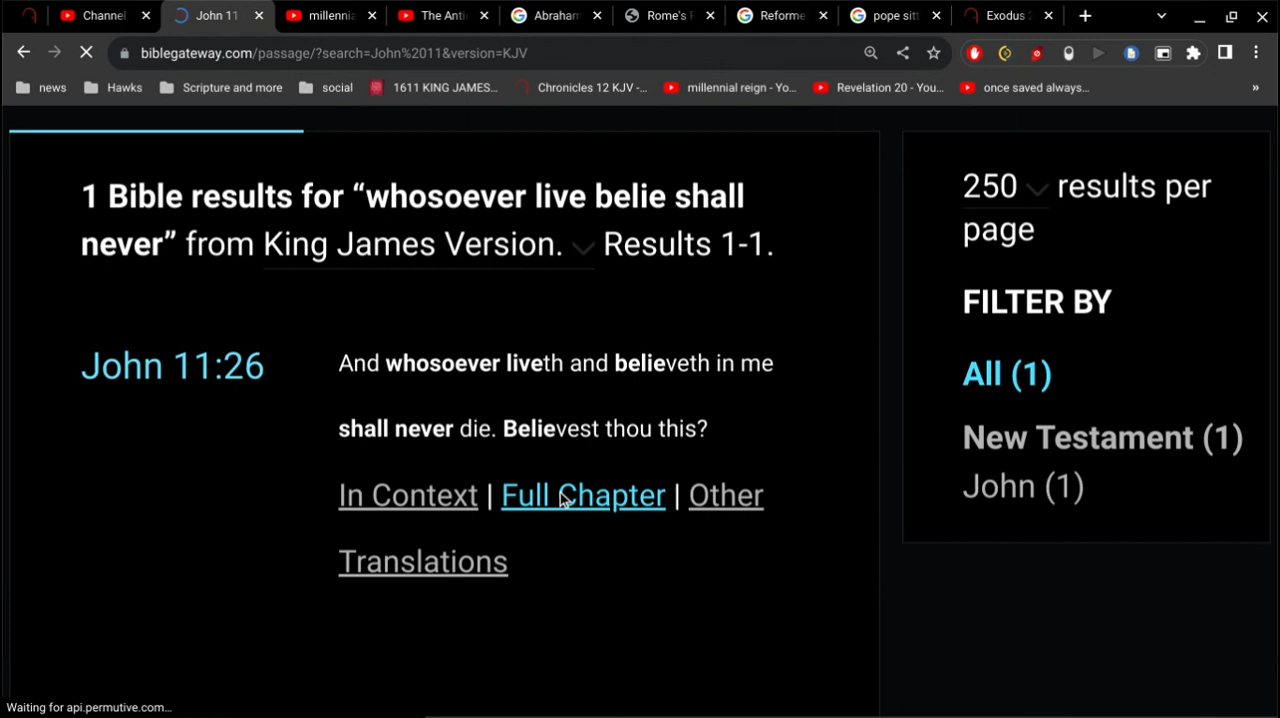 Channel
John 11
millennia
The Anti
Abraham
Rome's F
Reforme
pope sitt
Exodus 2
biblegateway.com/passage/?search=John%2011&version=KJV
news
Hawks
Scripture and more
social
1611 KING JAMES...
Chronicles 12 KJV -...
millennial reign - Yo...
Revelation 20 - You...
once saved always...
»
1 Bible results for “whosoever live belie shall
never” from King James Version. Results 1-1.
John 11:26
And whosoever liveth and believeth in me
shall never die. Believest thou this?
In Context | Full Chapter | Other
Translations
250 results per
page
FILTER BY
All (1)
New Testament (1)
John (1)
Waiting for api.permutive.com...